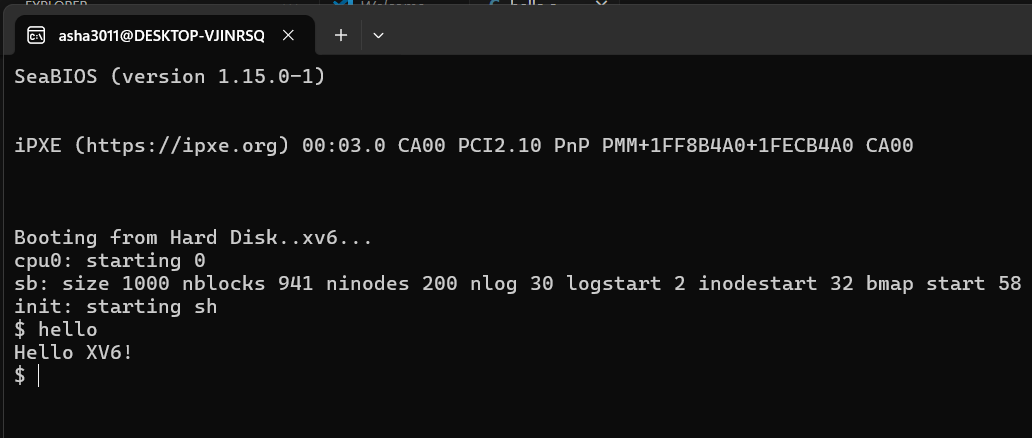 EXPLORER
Welcome
asha3011@DESKTOP-VJINRSQ
SeaBIOS (version 1.15.0-1)
iPXE (https://ipxe.org) 00:03.0 CA00 PCI2.10 PnP PMM+1FF8B4A0+1FECB4A0 CA00
Booting from Hard Disk..xv6...
cpu0: starting 0
sb: size 1000 nblocks 941 ninodes 200 nlog 30 logstart 2 inodestart 32 bmap start 58
init: starting sh
$ hello
Hello XV6!
$